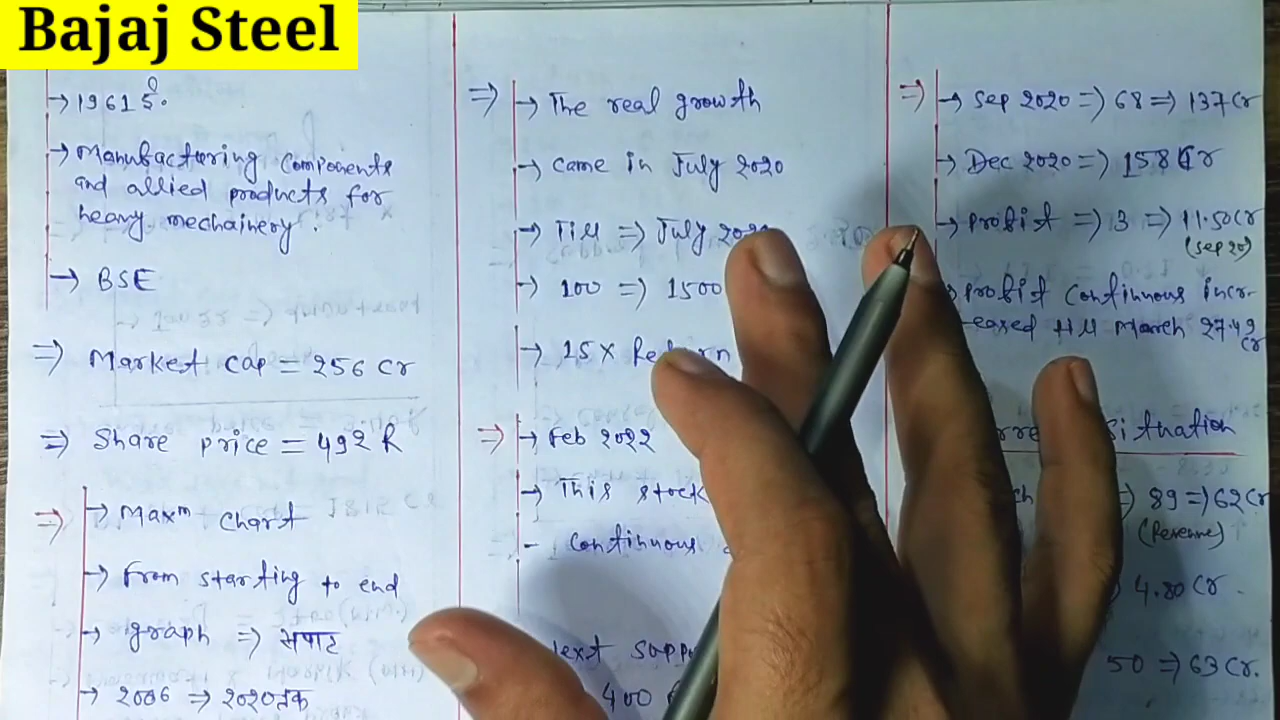 Bajaj Steel
→ 1961 ई०
→ Manufacturing components
and allied products for
heavy mechainery.
→ BSE
⇒ Market cap = 256 Cr
⇒ Share price = 492 R
⇒ → Maxᵐ chart
→ From starting to end
→ graph ⇒ सपाट
→ 2006 ⇒ 2020 तक
⇒ → The real growth
→ Came in July 2020
→ Till ⇒ July
→ 100 ⇒ 1500
→ 15X Return
⇒ → Feb 2022
→ This stock
- Continuous
400
⇒ → Sep 2020 ⇒ 68 ⇒ 137 Cr
→ Dec 2020 ⇒ 158 Cr
→ Profit ⇒ 3 ⇒ 11.50 Cr
(Sep 20)
→ Profit continuous incr-
eased till March 27.49
Cr
situation
⇒ 89 ⇒ 62 Cr
(Revenue)
4.80 Cr.
50 ⇒ 63 Cr.